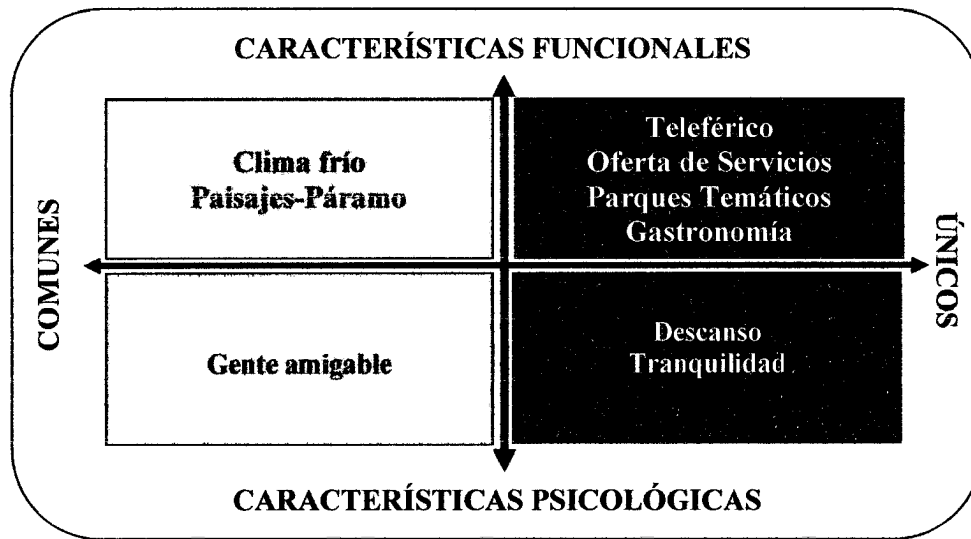 CARACTERÍSTICAS FUNCIONALES
Clima frío
Paisajes-Páramo
Teleférico
Oferta de Servicios
Parques Temáticos
Gastronomía
COMUNES
ÚNICOS
Gente amigable
Descanso
Tranquilidad
CARACTERÍSTICAS PSICOLÓGICAS